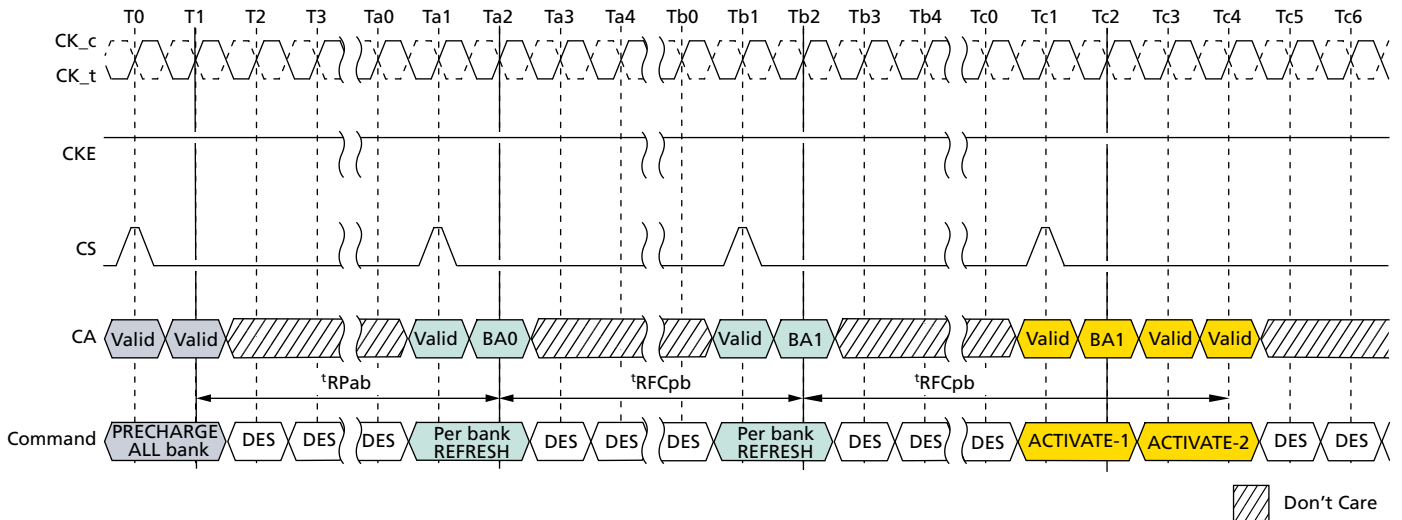 T0 T1 T2 T3 Ta0 Ta1 Ta2 Ta3 Ta4 Tb0 Tb1 Tb2 Tb3 Tb4 Tc0 Tc1 Tc2 Tc3 Tc4 Tc5 Tc6
CK_c
CK_t
CKE
CS
CA Valid Valid Valid BA0 Valid BA1 Valid BA1 Valid Valid
tRPab tRFCpb tRFCpb
Command PRECHARGE ALL bank DES DES DES Per bank REFRESH DES DES DES Per bank REFRESH DES DES DES ACTIVATE-1 ACTIVATE-2 DES DES
Don't Care